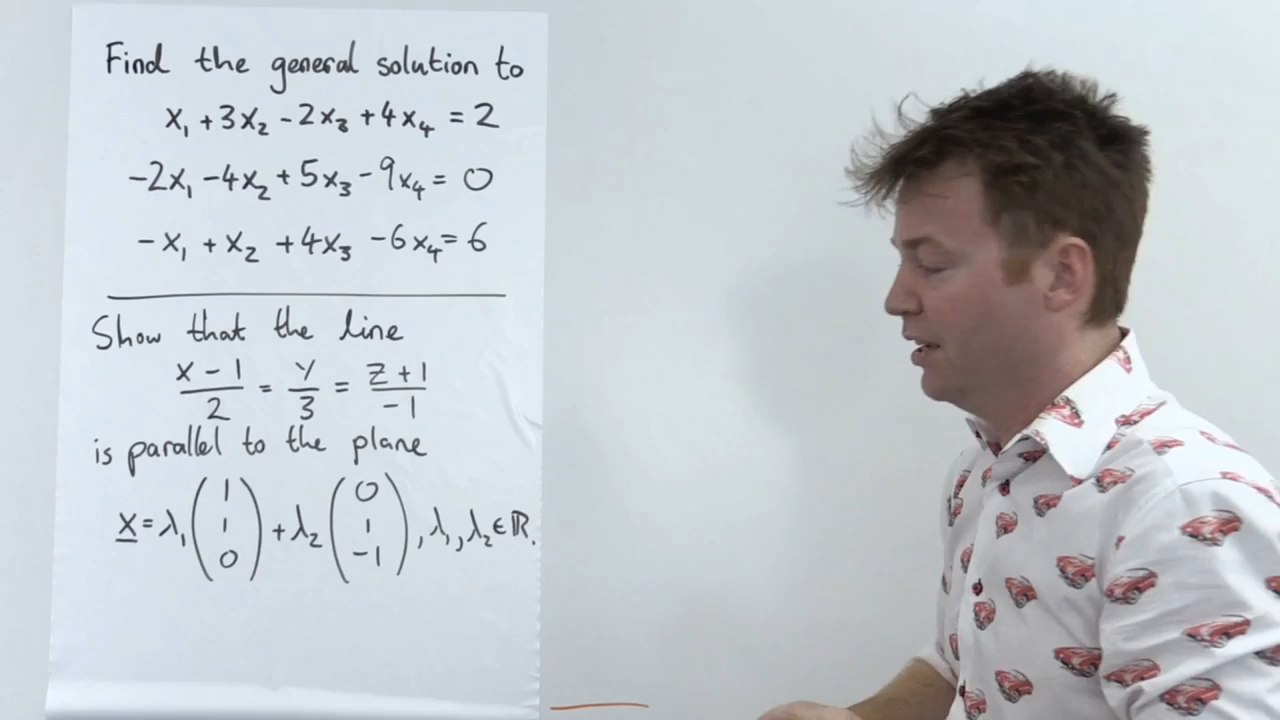 Find the general solution to
x₁ + 3x₂ - 2x₃ + 4x₄ = 2
-2x₁ - 4x₂ + 5x₃ - 9x₄ = 0
-x₁ + x₂ + 4x₃ - 6x₄ = 6
Show that the line
(x - 1)/2 = y/3 = (z + 1)/(-1)
is parallel to the plane
x = λ₁ (1 1 0) + λ₂ (0 1 -1), λ₁, λ₂ ∈ ℝ.